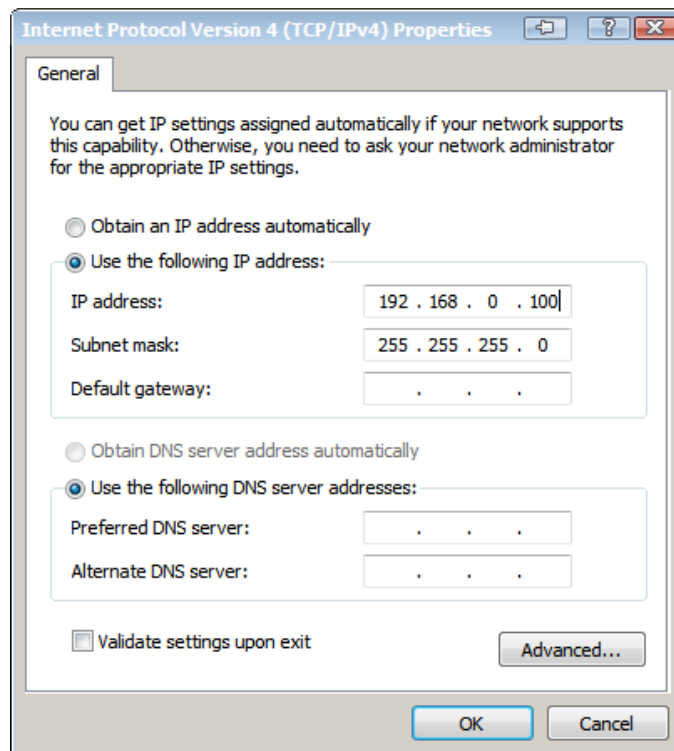 Internet Protocol Version 4 (TCP/IPv4) Properties
General
You can get IP settings assigned automatically if your network supports
this capability. Otherwise, you need to ask your network administrator
for the appropriate IP settings.
Obtain an IP address automatically
Use the following IP address:
IP address: 192 . 168 . 0 . 100
Subnet mask: 255 . 255 . 255 . 0
Default gateway: . . .
Obtain DNS server address automatically
Use the following DNS server addresses:
Preferred DNS server: . . .
Alternate DNS server: . . .
Validate settings upon exit
Advanced...
OK Cancel